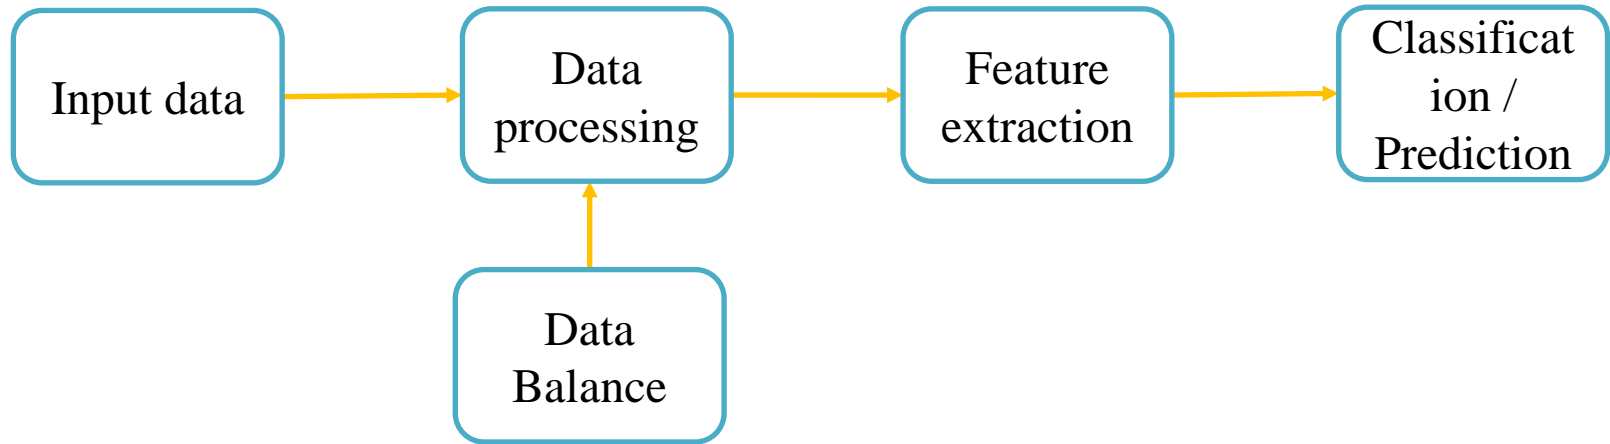 Input data
Data
processing
Feature
extraction
Classificat
ion /
Prediction
Data
Balance